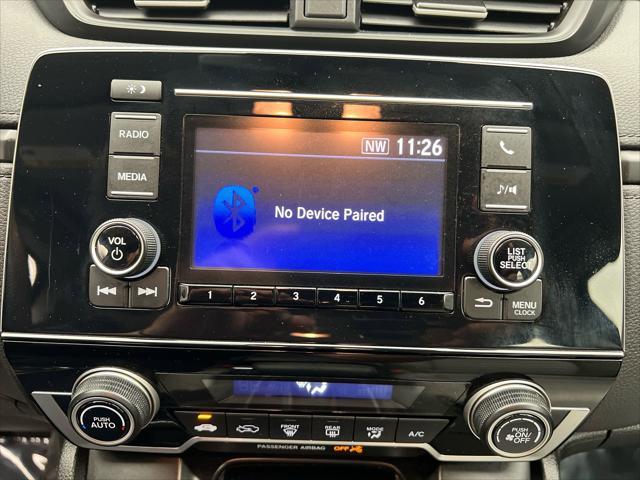 RADIO
MEDIA
VOL
NW 11:26
No Device Paired
LIST
PUSH
SELECT
1 2 3 4 5 6
MENU
CLOCK
PUSH
AUTO
FRONT
REAR
MODE
A/C
PUSH
ON/
OFF
PASSENGER AIRBAG OFF